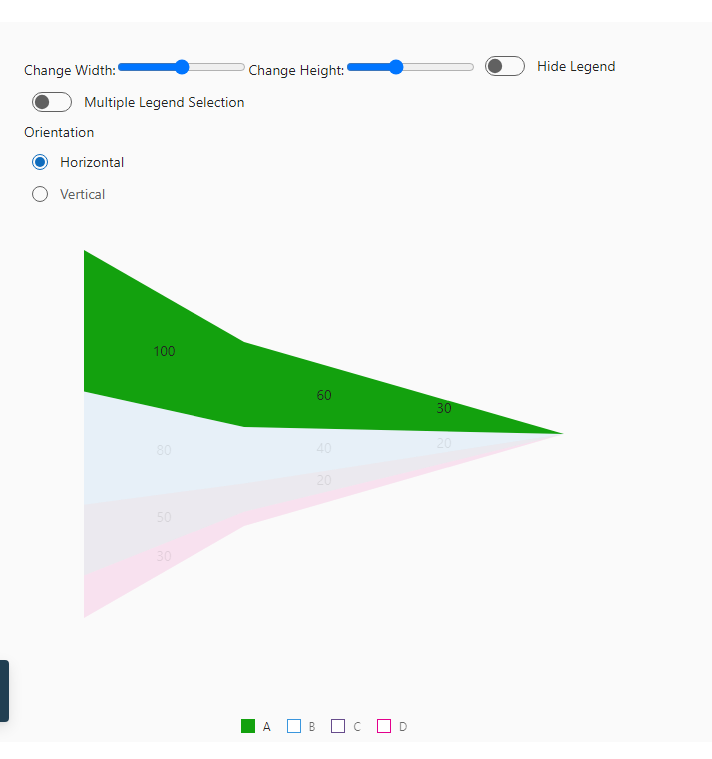 Change Width: Change Height: Hide Legend
Multiple Legend Selection
Orientation
Horizontal
Vertical
100
60
30
80
40
20
20
50
30
A B C D